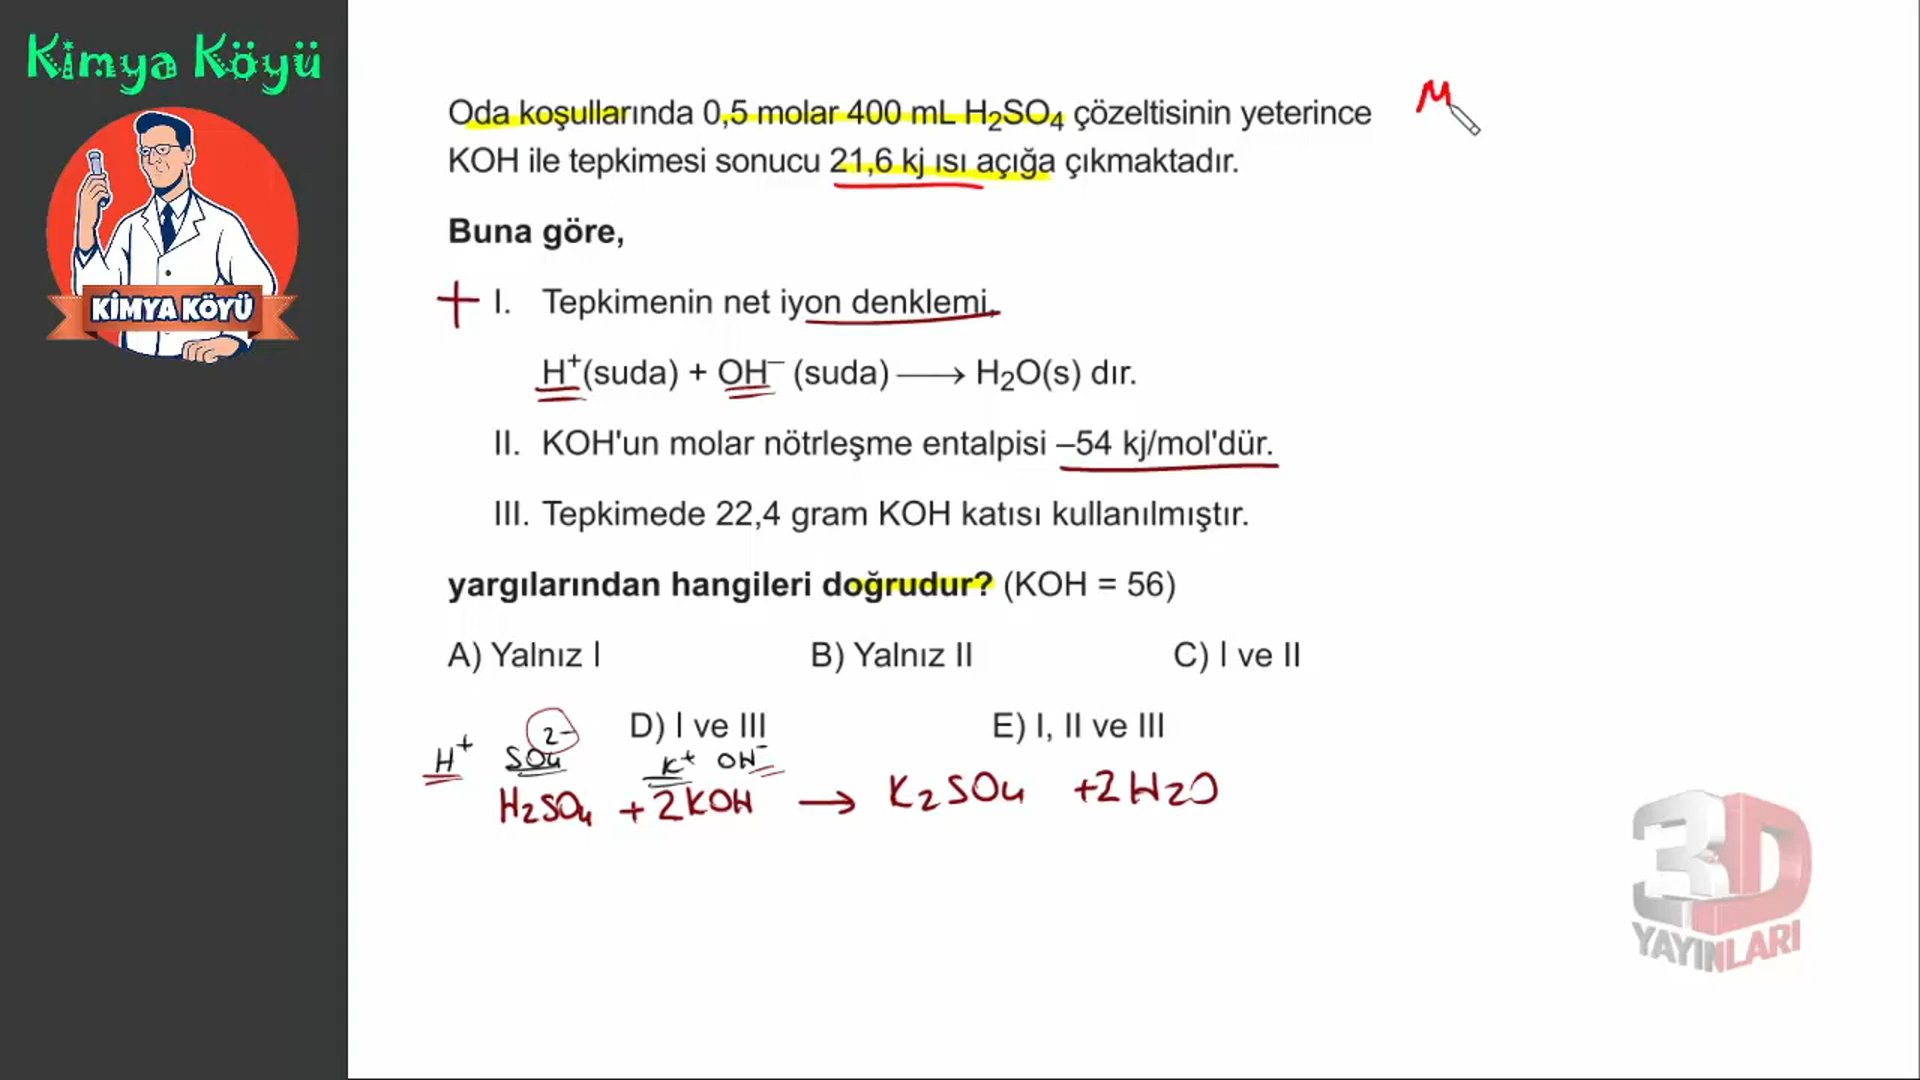 Kimya Köyü
KİMYA KÖYÜ
Oda koşullarında 0,5 molar 400 mL H₂SO₄ çözeltisinin yeterince
M
KOH ile tepkimesi sonucu 21,6 kj ısı açığa çıkmaktadır.
Buna göre,
+ I. Tepkimenin net iyon denklemi,
H⁺(suda) + OH⁻ (suda) ⟶ H₂O(s) dır.
II. KOH'un molar nötrleşme entalpisi –54 kj/mol'dür.
III. Tepkimede 22,4 gram KOH katısı kullanılmıştır.
yargılarından hangileri doğrudur? (KOH = 56)
A) Yalnız I B) Yalnız II C) I ve II
D) I ve III E) I, II ve III
H⁺ SO₄²⁻ K⁺ OH⁻
H₂SO₄ + 2KOH → K₂SO₄ +2H₂O
3D
YAYINLARI